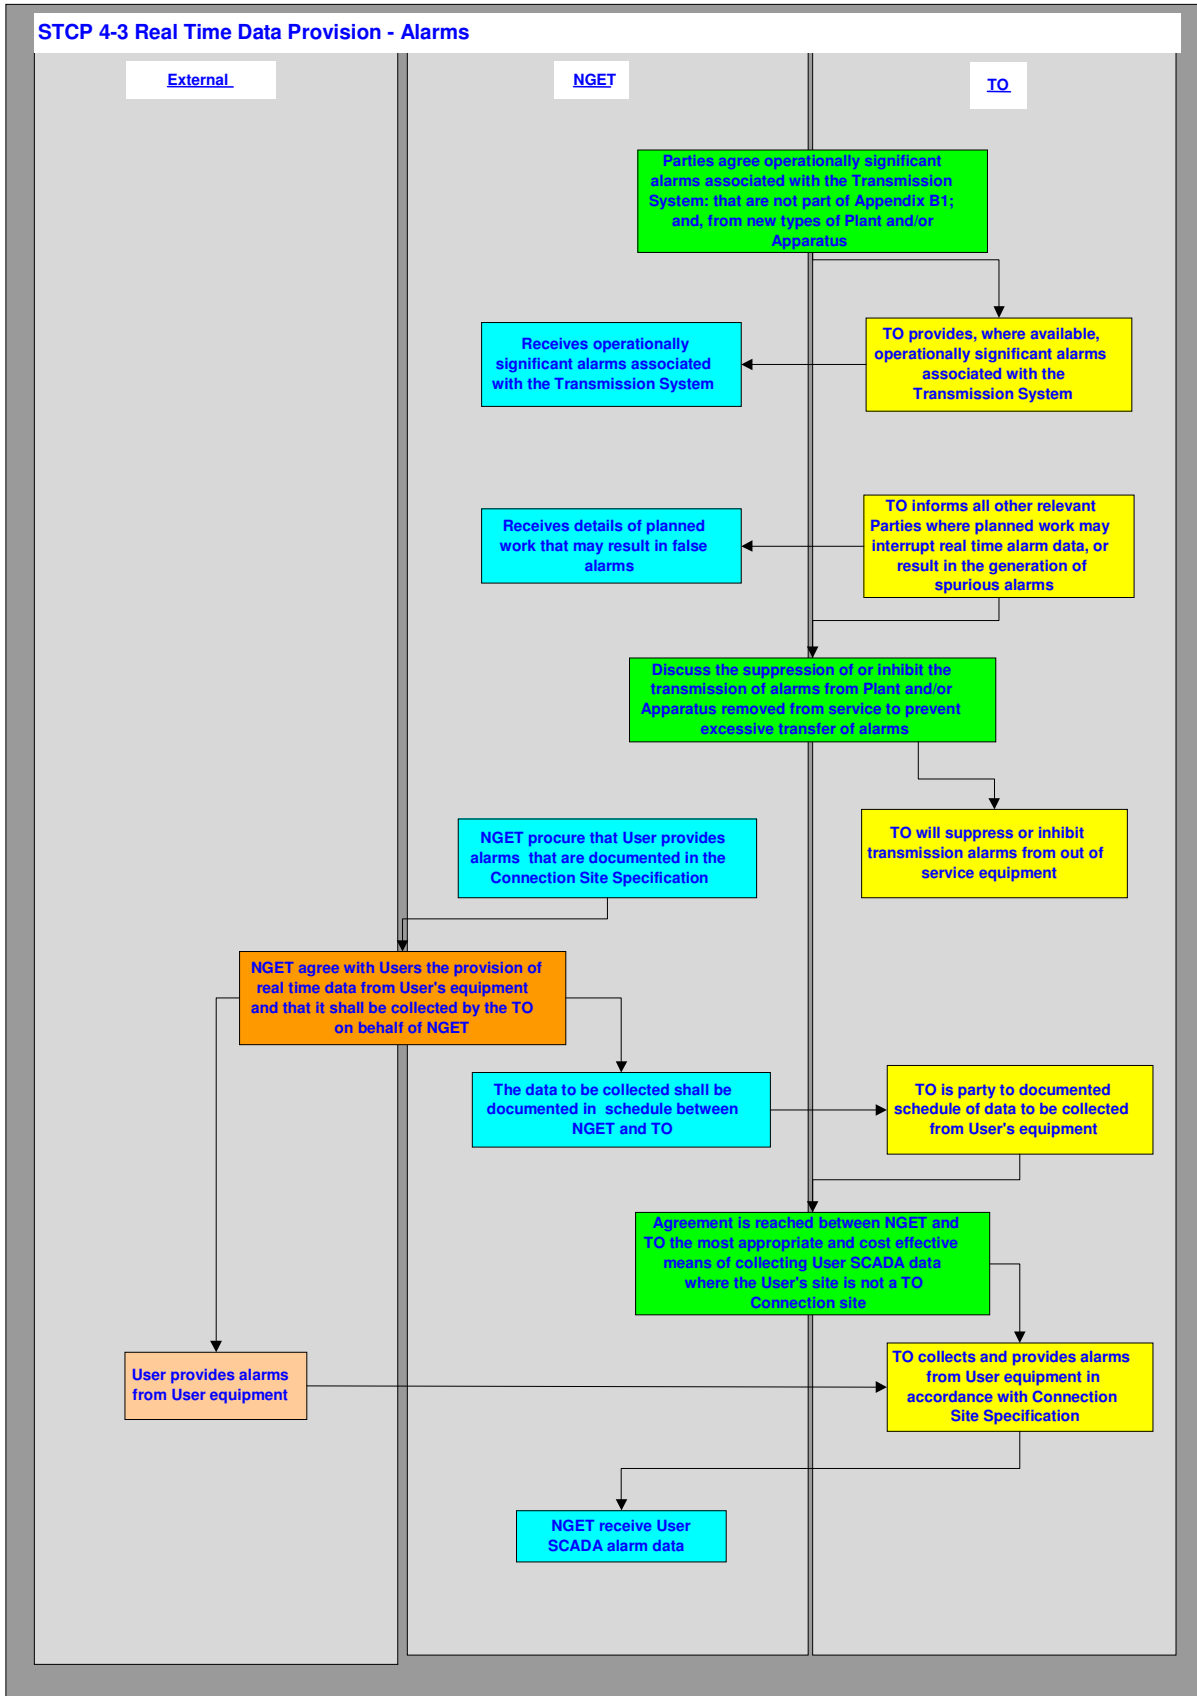 STCP 4-3 Real Time Data Provision - Alarms
External
NGET
TO
Parties agree operationally significant
alarms associated with the Transmission
System: that are not part of Appendix B1;
and, from new types of Plant and/or
Apparatus
Receives operationally
significant alarms associated
with the Transmission System
TO provides, where available,
operationally significant alarms
associated with the
Transmission System
Receives details of planned
work that may result in false
alarms
TO informs all other relevant
Parties where planned work may
interrupt real time alarm data, or
result in the generation of
spurious alarms
Discuss the suppression of or inhibit the
transmission of alarms from Plant and/or
Apparatus removed from service to prevent
excessive transfer of alarms
NGET procure that User provides
alarms that are documented in the
Connection Site Specification
TO will suppress or inhibit
transmission alarms from out of
service equipment
NGET agree with Users the provision of
real time data from User's equipment
and that it shall be collected by the TO
on behalf of NGET
The data to be collected shall be
documented in schedule between
NGET and TO
TO is party to documented
schedule of data to be collected
from User's equipment
Agreement is reached between NGET and
TO the most appropriate and cost effective
means of collecting User SCADA data
where the User's site is not a TO
Connection site
User provides alarms
from User equipment
TO collects and provides alarms
from User equipment in
accordance with Connection
Site Specification
NGET receive User
SCADA alarm data